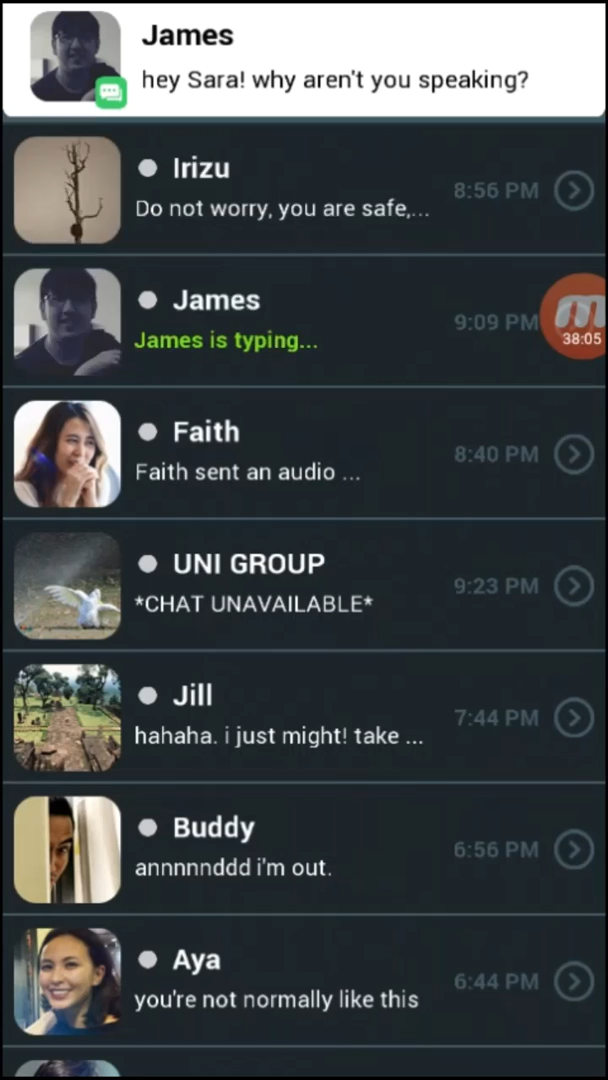 James
hey Sara! why aren't you speaking?
Irizu
Do not worry, you are safe,...
8:56 PM
James
James is typing...
9:09 PM
m
38:05
Faith
Faith sent an audio ...
8:40 PM
UNI GROUP
*CHAT UNAVAILABLE*
9:23 PM
Jill
hahaha. i just might! take ...
7:44 PM
Buddy
annnnnddd i'm out.
6:56 PM
Aya
you're not normally like this
6:44 PM